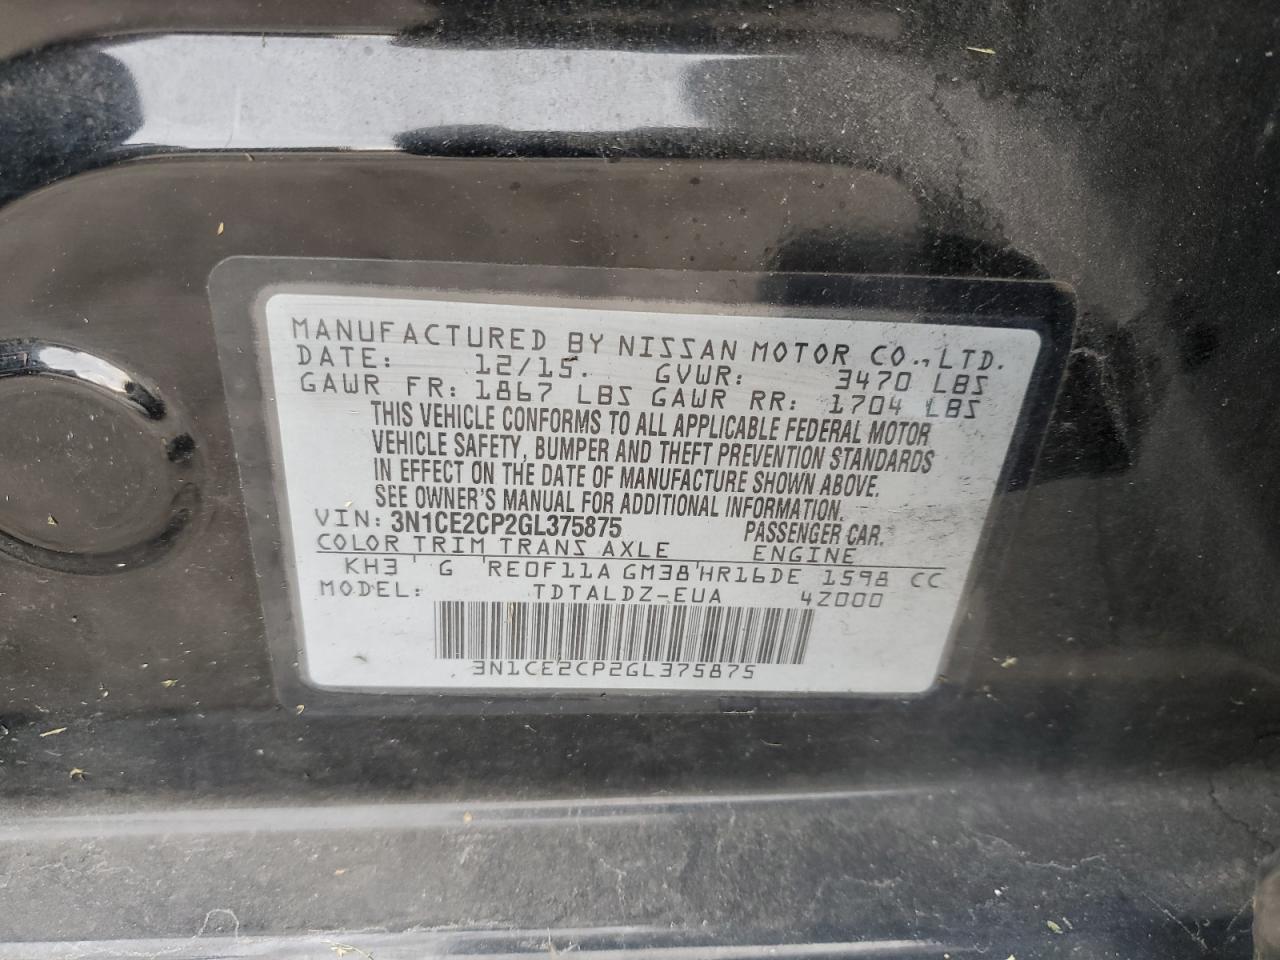 MANUFACTURED BY NISSAN MOTOR CO., LTD.
DATE: 12/15. GVWR: 3470 LBS
GAWR FR: 1867 LBS GAWR RR: 1704 LBS
THIS VEHICLE CONFORMS TO ALL APPLICABLE FEDERAL MOTOR
VEHICLE SAFETY, BUMPER AND THEFT PREVENTION STANDARDS
IN EFFECT ON THE DATE OF MANUFACTURE SHOWN ABOVE.
SEE OWNER'S MANUAL FOR ADDITIONAL INFORMATION.
VIN: 3N1CE2CP2GL375875 PASSENGER CAR.
COLOR TRIM TRANS AXLE ENGINE
KH3 ' G ' RE0F11A GM38 ' HR16DE 1598 CC
MODEL: TDTALDZ-EUA 4Z000
3N1CE2CP2GL375875